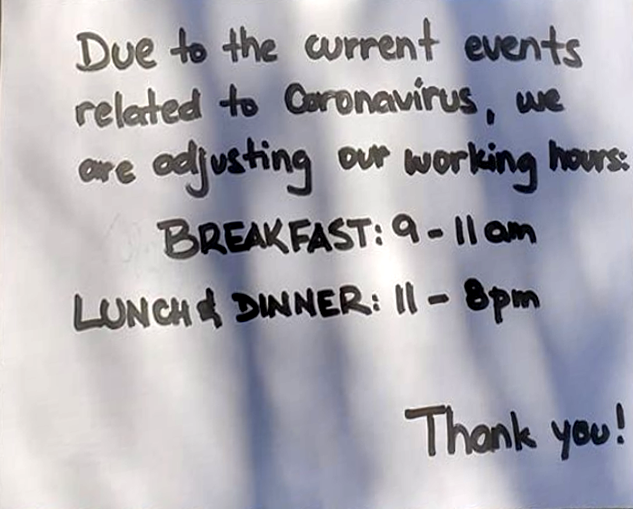 Due to the current events
related to Coronavirus, we
are adjusting our working hours:
BREAKFAST: 9 - 11 am
LUNCH & DINNER: 11 - 8pm
Thank you!